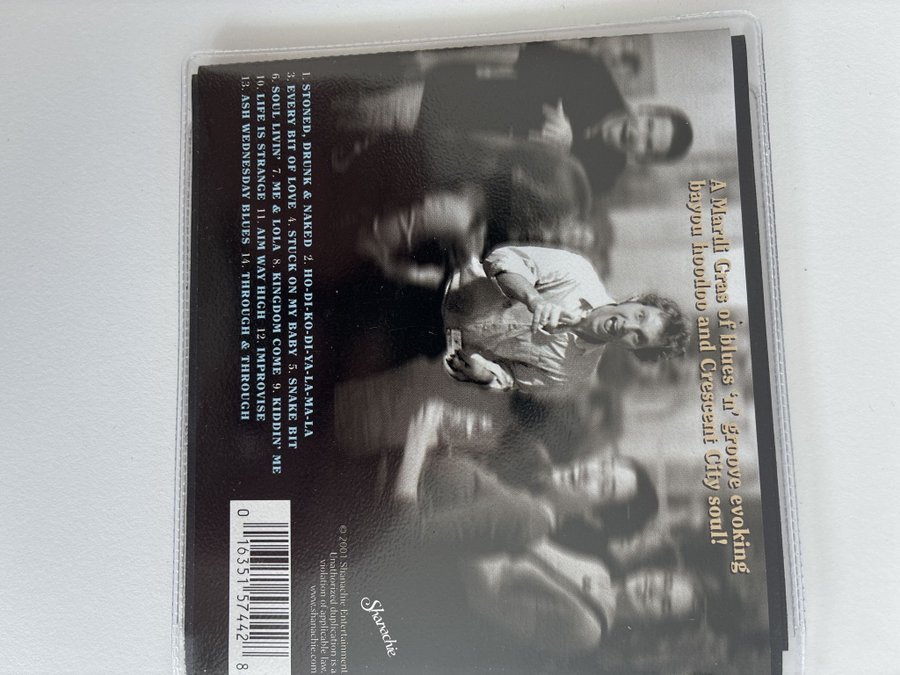 A Mardi Gras of blues 'n' groove evoking
bayou hoodoo and Crescent City soul!
1. STONED, DRUNK & NAKED 2. HO-DI-KO-DI-YA-LA-MA-LA
3. EVERY BIT OF LOVE 4. STUCK ON MY BABY 5. SNAKE BIT
6. SOUL LIVIN' 7. ME & LOLA 8. KINGDOM COME 9. KIDDIN' ME
10. LIFE IS STRANGE 11. AIM WAY HIGH 12. IMPROVISE
13. ASH WEDNESDAY BLUES 14. THROUGH & THROUGH
Shanachie
© 2001 Shanachie Entertainment
Unauthorized duplication is a
violation of applicable law.
www.shanachie.com
0 16351 57442 8